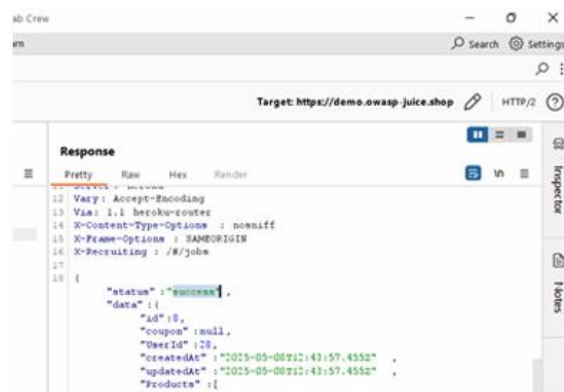 ab Crew
Search Settings
Target: https://demo.owasp-juice.shop HTTP/2
Response
Pretty Raw Hex Render
Inspector
Notes
12 Vary: Accept-Encoding
13 Via: 1.1 heroku-router
14 X-Content-Type-Options : nosniff
15 X-Frame-Options : SAMEORIGIN
16 X-Recruiting : /#/jobs
17
18 {
"status" :"success" ,
"data" :{
"id":8,
"coupon" :null,
"UserId" :28,
"createdAt" :"2025-05-08T12:43:57.455Z" ,
"updatedAt" :"2025-05-08T12:43:57.455Z" ,
"Products" :[